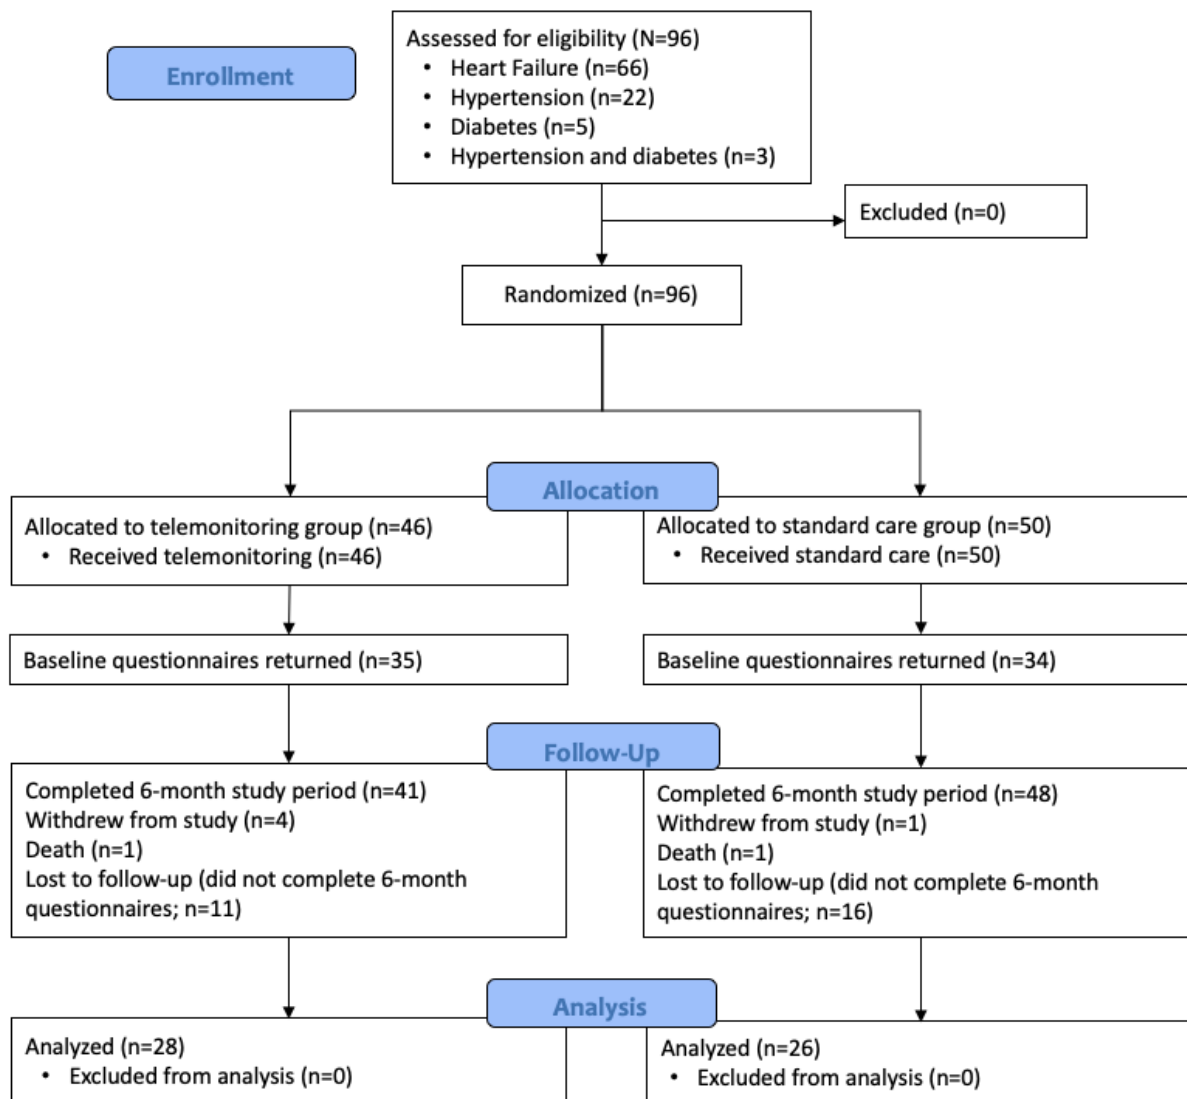 Enrollment
Assessed for eligibility (N=96)
• Heart Failure (n=66)
• Hypertension (n=22)
• Diabetes (n=5)
• Hypertension and diabetes (n=3)
Excluded (n=0)
Randomized (n=96)
Allocation
Allocated to telemonitoring group (n=46)
• Received telemonitoring (n=46)
Allocated to standard care group (n=50)
• Received standard care (n=50)
Baseline questionnaires returned (n=35)
Baseline questionnaires returned (n=34)
Follow-Up
Completed 6-month study period (n=41)
Withdrew from study (n=4)
Death (n=1)
Lost to follow-up (did not complete 6-month
questionnaires; n=11)
Completed 6-month study period (n=48)
Withdrew from study (n=1)
Death (n=1)
Lost to follow-up (did not complete 6-month
questionnaires; n=16)
Analysis
Analyzed (n=28)
• Excluded from analysis (n=0)
Analyzed (n=26)
• Excluded from analysis (n=0)